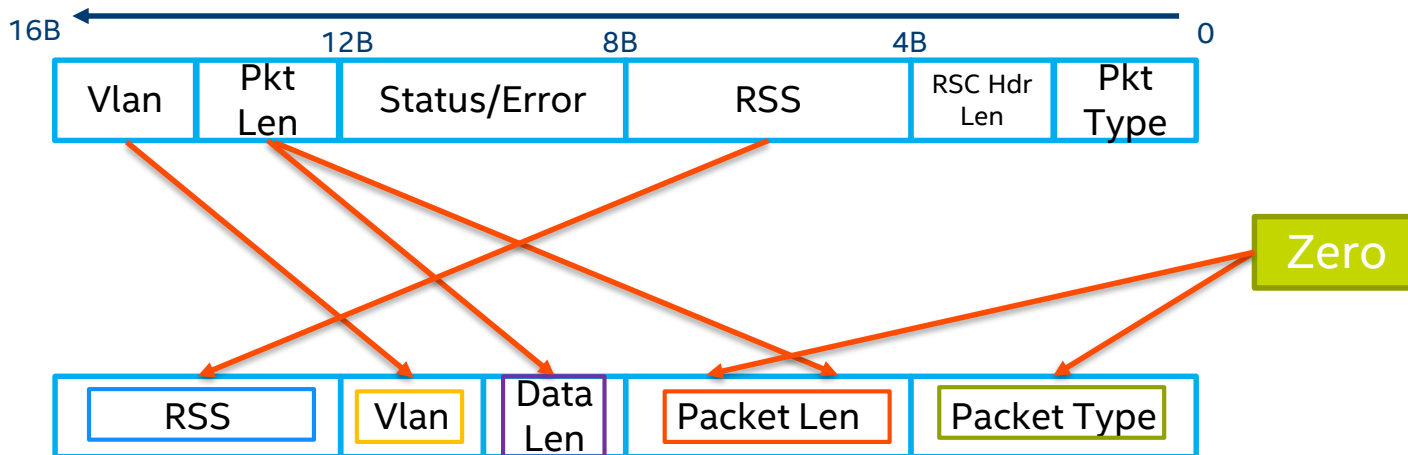 16B 12B 8B 4B 0
Vlan
Pkt
Len
Status/Error
RSS
RSC Hdr
Len
Pkt
Type
Zero
RSS
Vlan
Data
Len
Packet Len
Packet Type